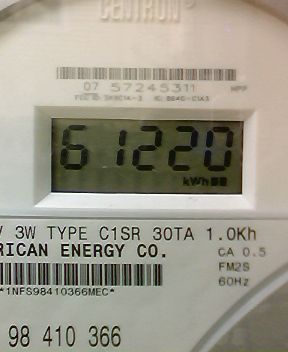 CENTRON®
07 57245311
61220
kWh
V 3W TYPE C1SR 30TA 1.0Kh
RICAN ENERGY CO.
CA 0.5
FM2S
60Hz
*1NFS98410366MEC*
98 410 366